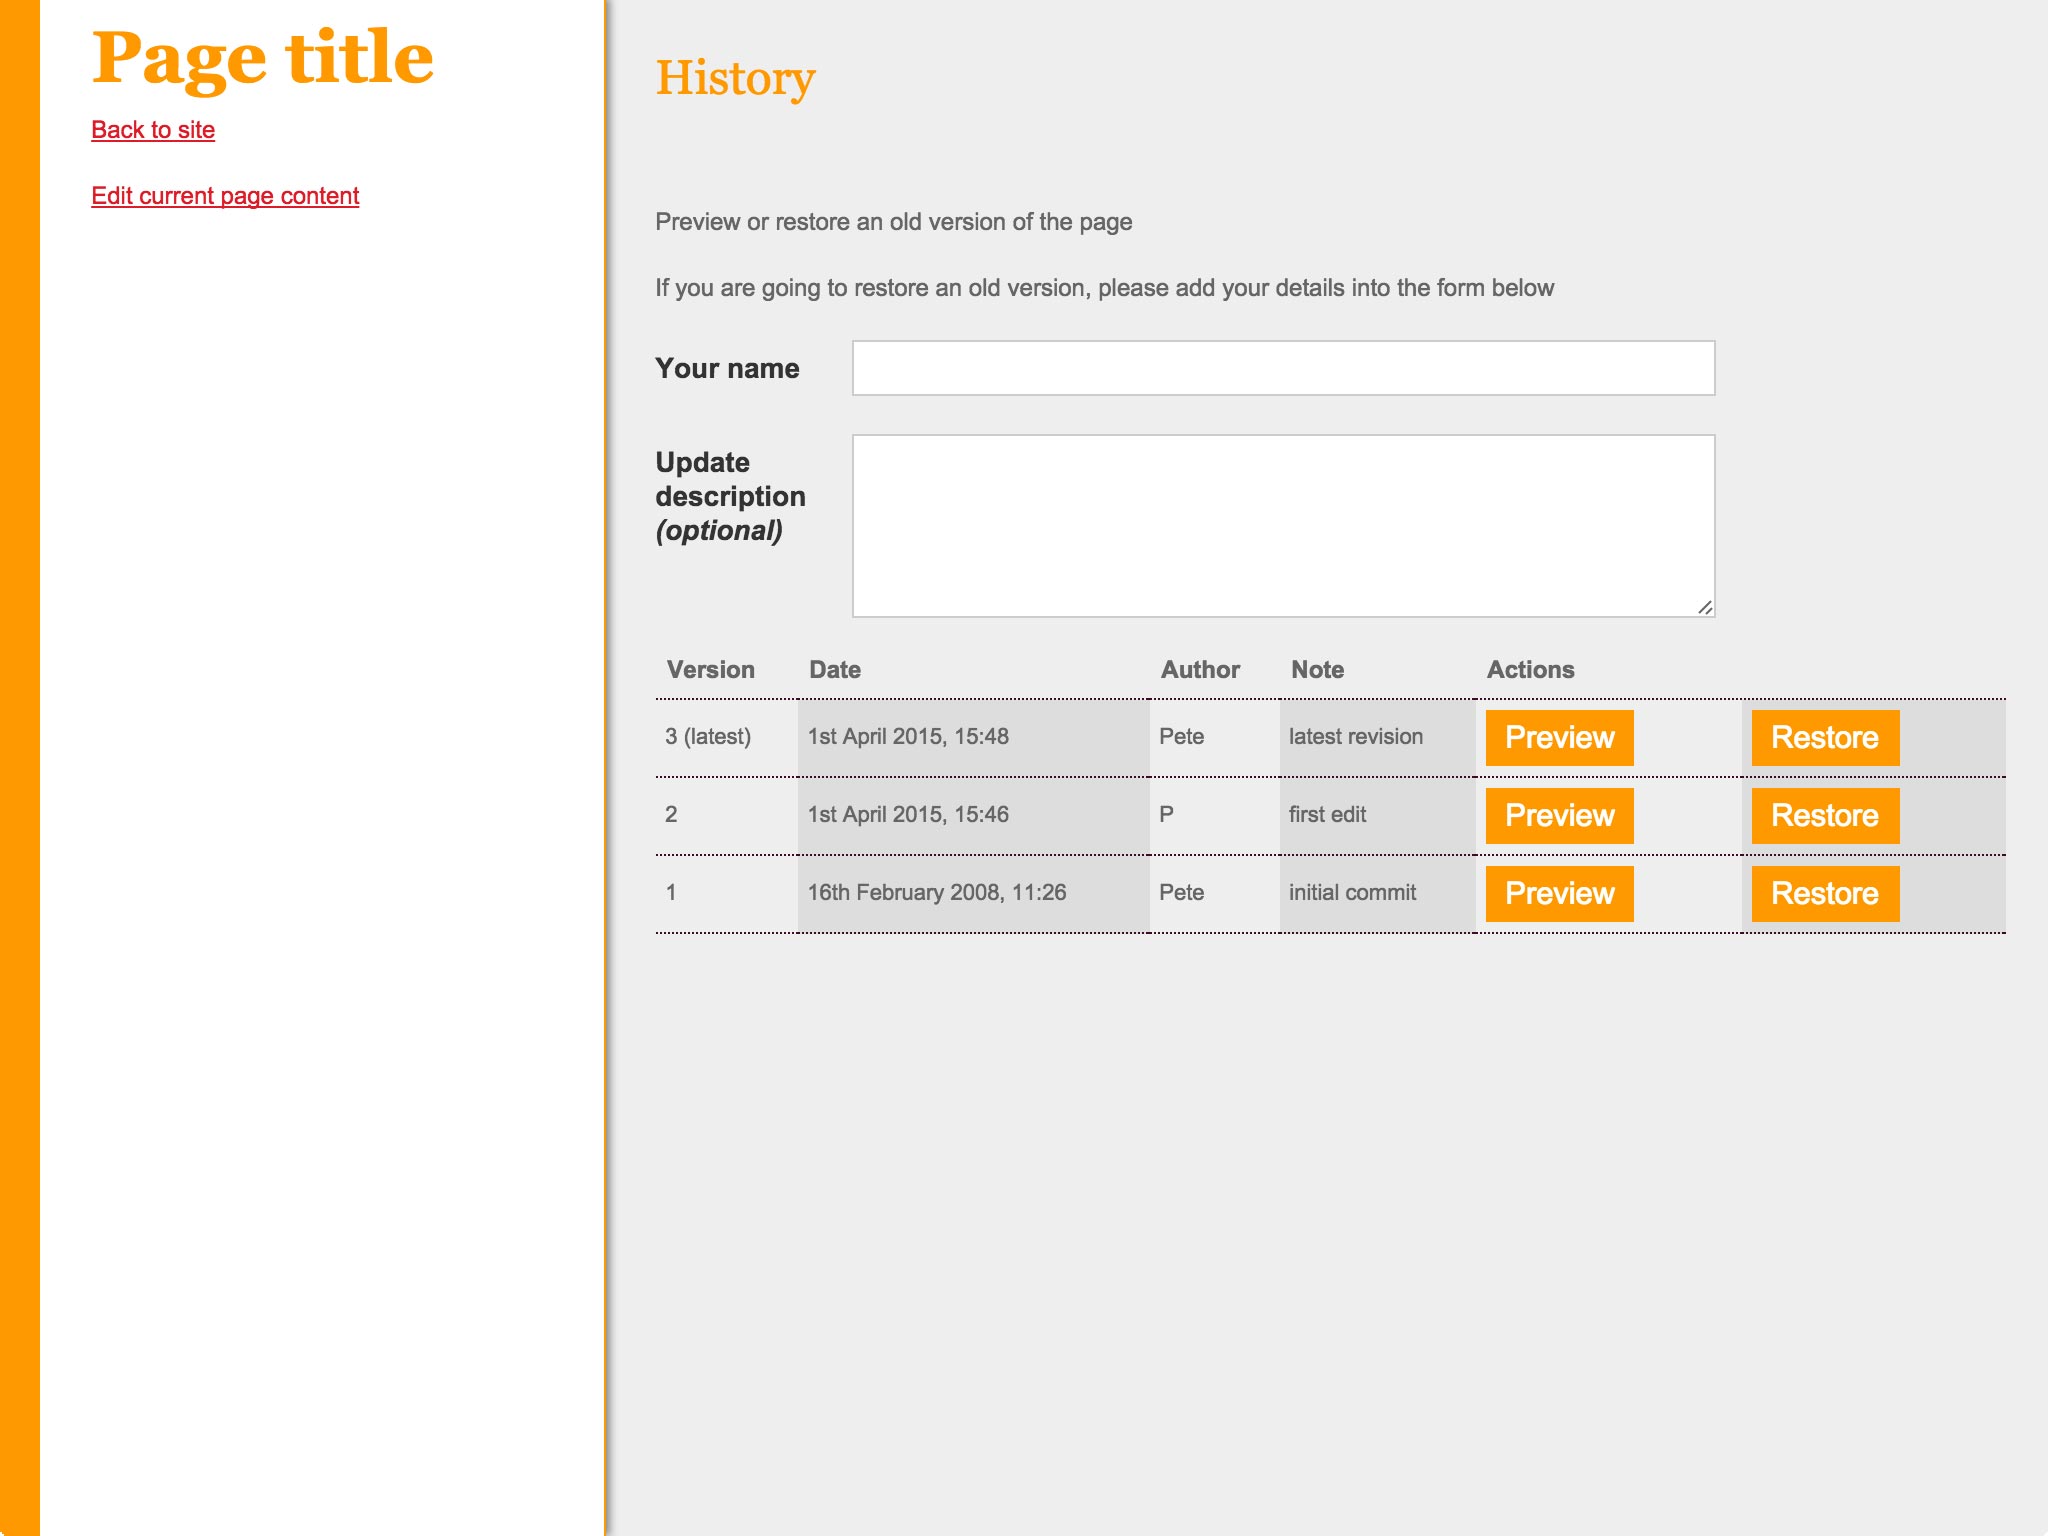 Page title
Back to site
Edit current page content
History
Preview or restore an old version of the page
If you are going to restore an old version, please add your details into the form below
Your name
Update
description
(optional)
Version Date Author Note Actions
3 (latest) 1st April 2015, 15:48 Pete latest revision Preview Restore
2 1st April 2015, 15:46 P first edit Preview Restore
1 16th February 2008, 11:26 Pete initial commit Preview Restore